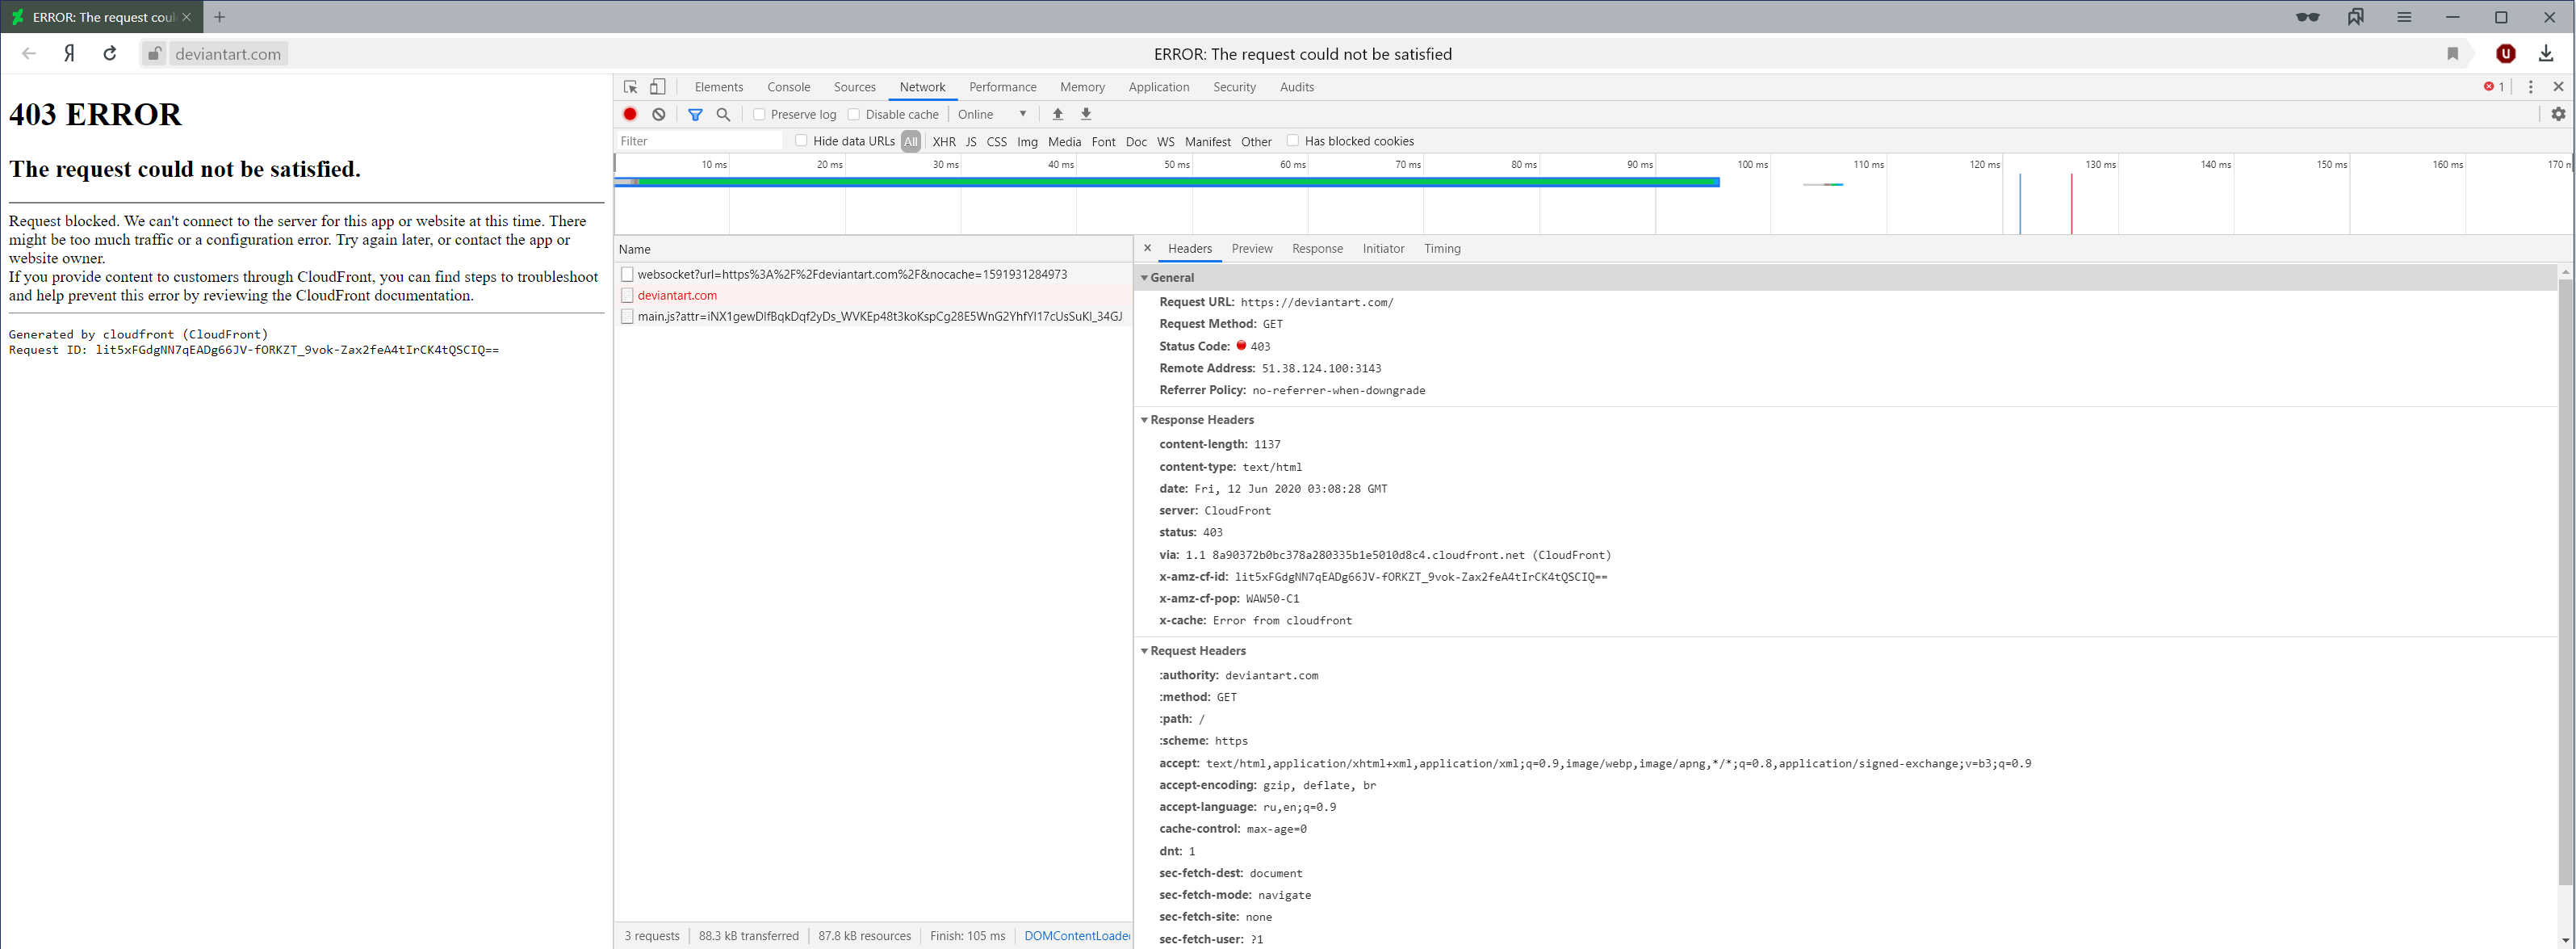 ERROR: The request coul
Я
deviantart.com
ERROR: The request could not be satisfied
403 ERROR
The request could not be satisfied.
Request blocked. We can't connect to the server for this app or website at this time. There
might be too much traffic or a configuration error. Try again later, or contact the app or
website owner.
If you provide content to customers through CloudFront, you can find steps to troubleshoot
and help prevent this error by reviewing the CloudFront documentation.
Generated by cloudfront (CloudFront)
Request ID: lit5xFGdgNN7qEADg66JV-fORKZT_9vok-Zax2feA4tIrCK4tQSCIQ==
Elements Console Sources Network Performance Memory Application Security Audits 1
Preserve log Disable cache Online
Filter Hide data URLs All XHR JS CSS Img Media Font Doc WS Manifest Other Has blocked cookies
10 ms 20 ms 30 ms 40 ms 50 ms 60 ms 70 ms 80 ms 90 ms 100 ms 110 ms 120 ms 130 ms 140 ms 150 ms 160 ms 170 m
Name
websocket?url=https%3A%2F%2Fdeviantart.com%2F&nocache=1591931284973
deviantart.com
main.js?attr=iNX1gewDlfBqkDqf2yDs_WVKEp48t3koKspCg28E5WnG2YhfYI17cUsSuKl_34GJ
3 requests 88.3 kB transferred 87.8 kB resources Finish: 105 ms DOMContentLoaded
Headers Preview Response Initiator Timing
General
Request URL: https://deviantart.com/
Request Method: GET
Status Code: 403
Remote Address: 51.38.124.100:3143
Referrer Policy: no-referrer-when-downgrade
Response Headers
content-length: 1137
content-type: text/html
date: Fri, 12 Jun 2020 03:08:28 GMT
server: CloudFront
status: 403
via: 1.1 8a90372b0bc378a280335b1e5010d8c4.cloudfront.net (CloudFront)
x-amz-cf-id: lit5xFGdgNN7qEADg66JV-fORKZT_9vok-Zax2feA4tIrCK4tQSCIQ==
x-amz-cf-pop: WAW50-C1
x-cache: Error from cloudfront
Request Headers
:authority: deviantart.com
:method: GET
:path: /
:scheme: https
accept: text/html,application/xhtml+xml,application/xml;q=0.9,image/webp,image/apng,*/*;q=0.8,application/signed-exchange;v=b3;q=0.9
accept-encoding: gzip, deflate, br
accept-language: ru,en;q=0.9
cache-control: max-age=0
dnt: 1
sec-fetch-dest: document
sec-fetch-mode: navigate
sec-fetch-site: none
sec-fetch-user: ?1